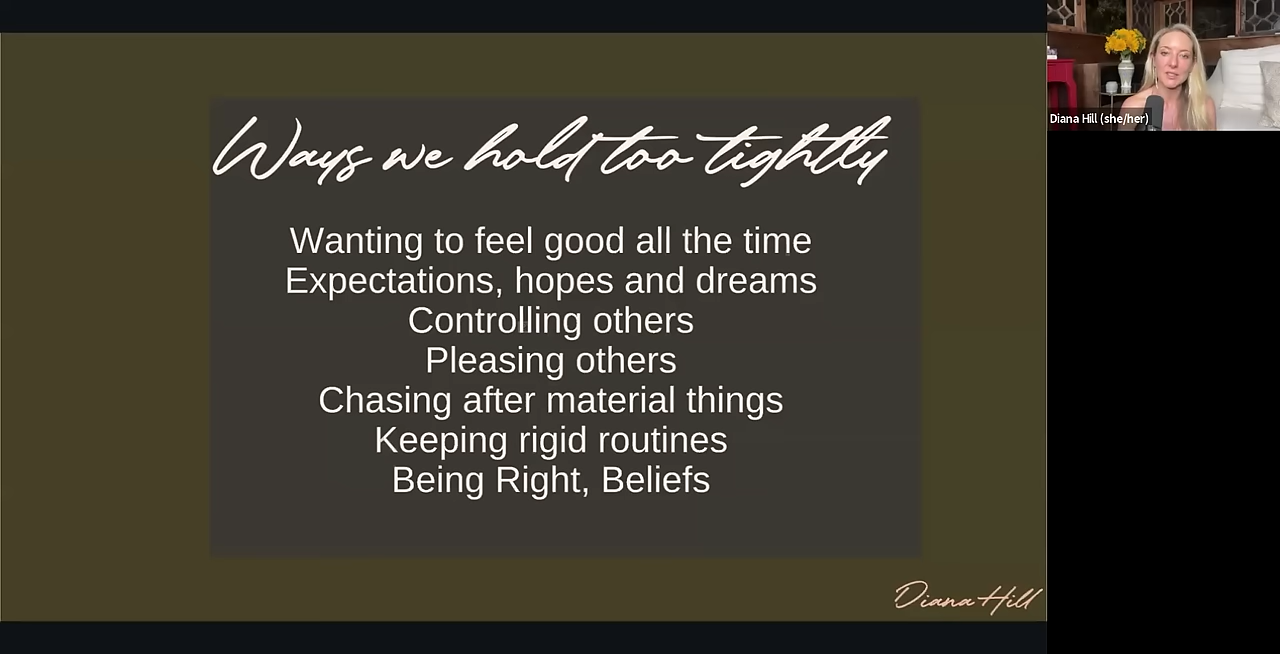 Ways we hold too tightly
Wanting to feel good all the time
Expectations, hopes and dreams
Controlling others
Pleasing others
Chasing after material things
Keeping rigid routines
Being Right, Beliefs
Diana Hill
Diana Hill (she/her)